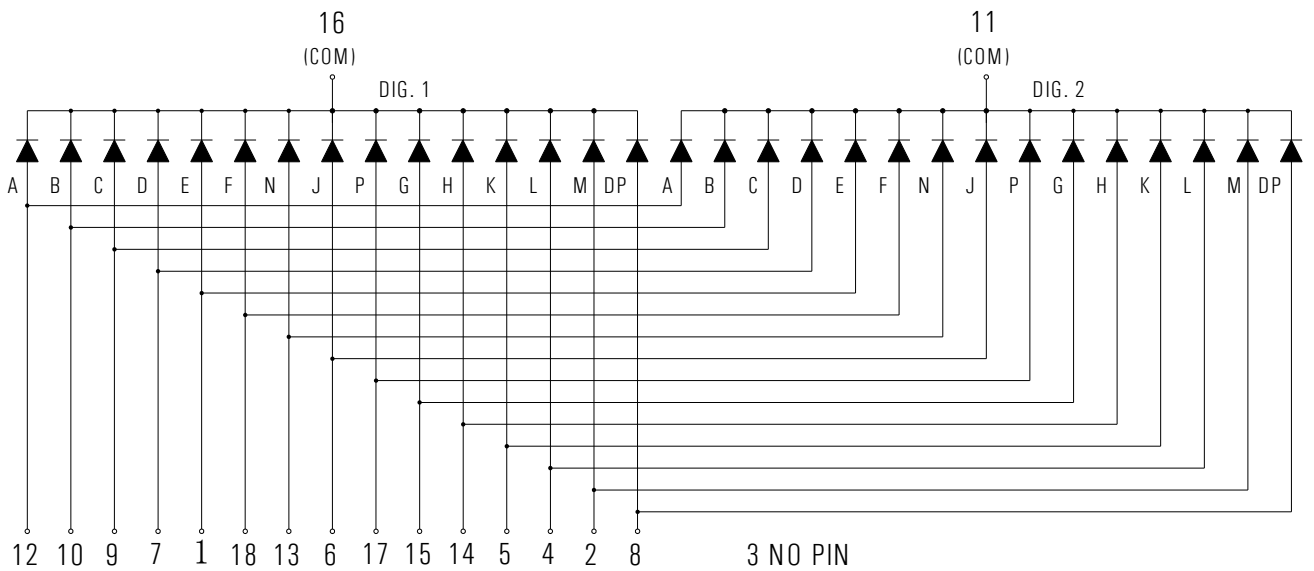 16 11
(COM) (COM)
DIG. 1 DIG. 2
A B C D E F N J P G H K L M DP A B C D E F N J P G H K L M DP
12 10 9 7 1 18 13 6 17 15 14 5 4 2 8 3 NO PIN